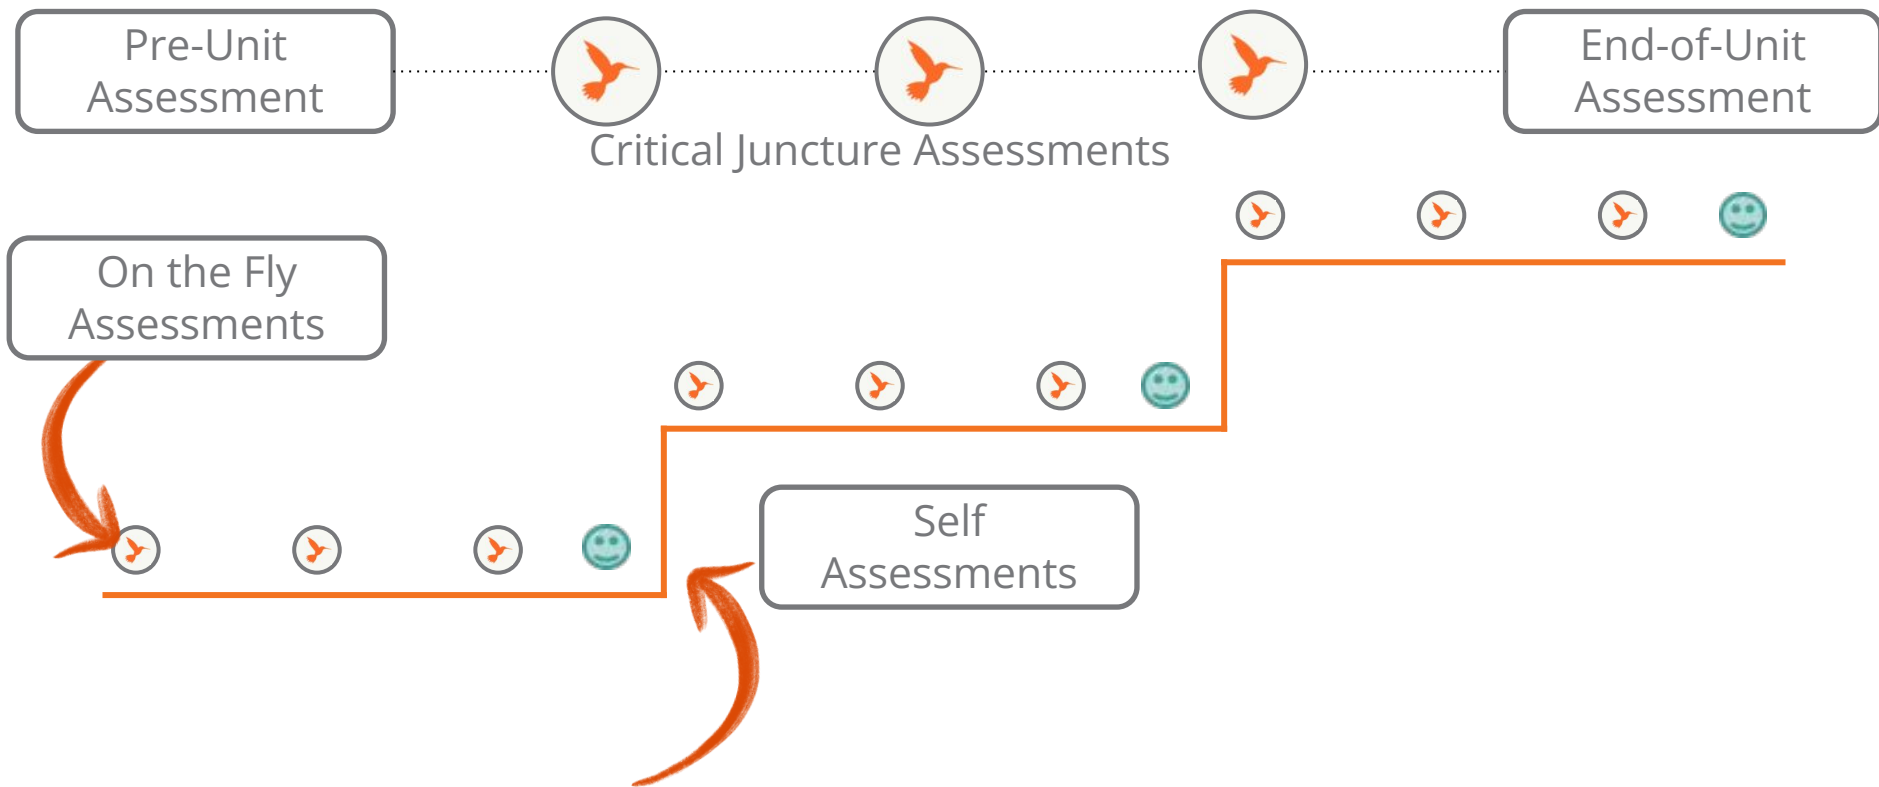 Pre-Unit
Assessment
End-of-Unit
Assessment
Critical Juncture Assessments
On the Fly
Assessments
Self
Assessments